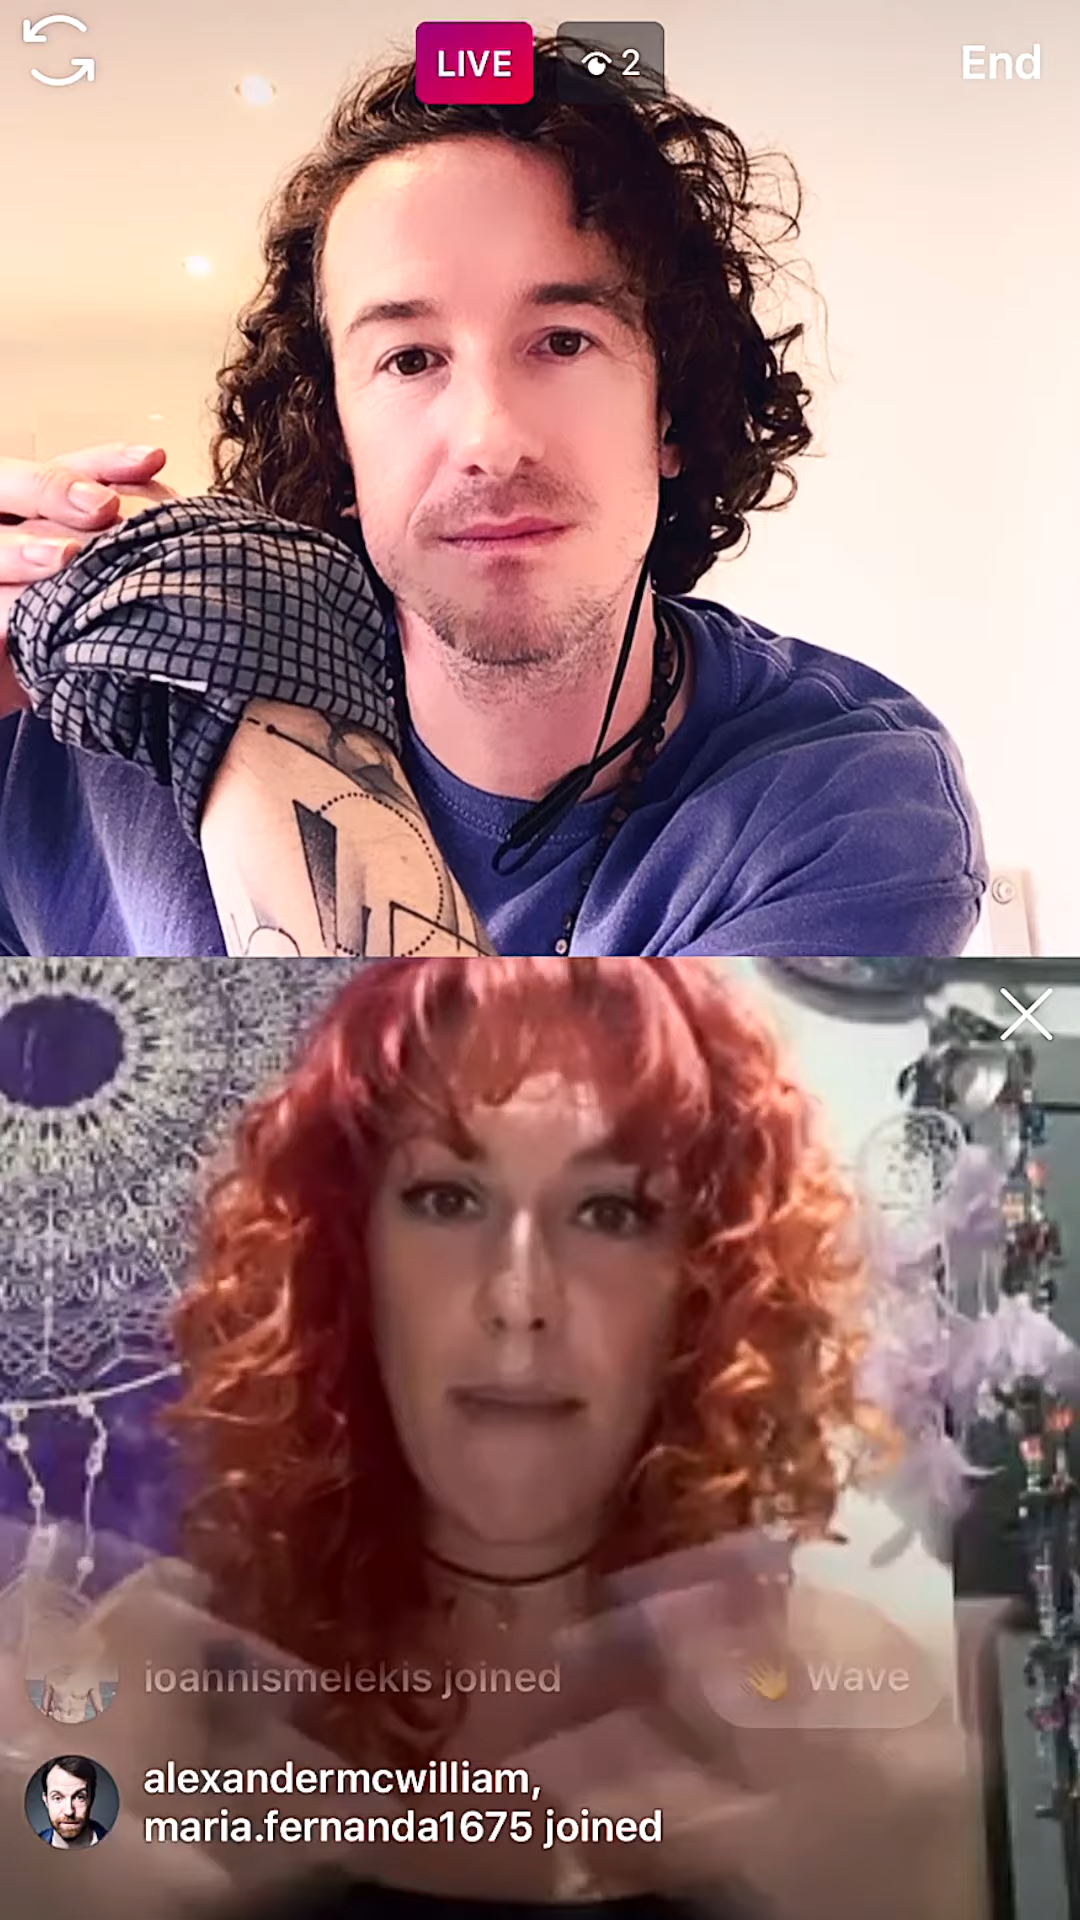 LIVE
2
End
ioannismelekis joined
Wave
alexandermcwilliam,
maria.fernanda1675 joined